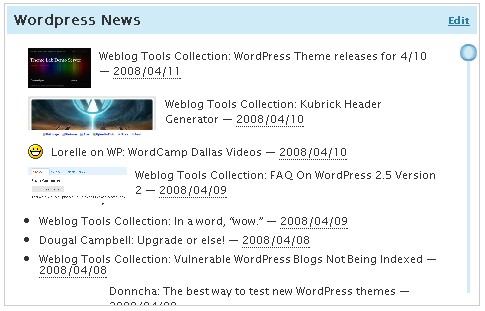 Wordpress News
Edit
Weblog Tools Collection: WordPress Theme releases for 4/10
— 2008/04/11
Weblog Tools Collection: Kubrick Header
Generator — 2008/04/10
Lorelle on WP: WordCamp Dallas Videos — 2008/04/10
Weblog Tools Collection: FAQ On WordPress 2.5 Version
2 — 2008/04/09
Weblog Tools Collection: In a word, “wow.” — 2008/04/09
Dougal Campbell: Upgrade or else! — 2008/04/08
Weblog Tools Collection: Vulnerable WordPress Blogs Not Being Indexed —
2008/04/08
Donncha: The best way to test new WordPress themes —